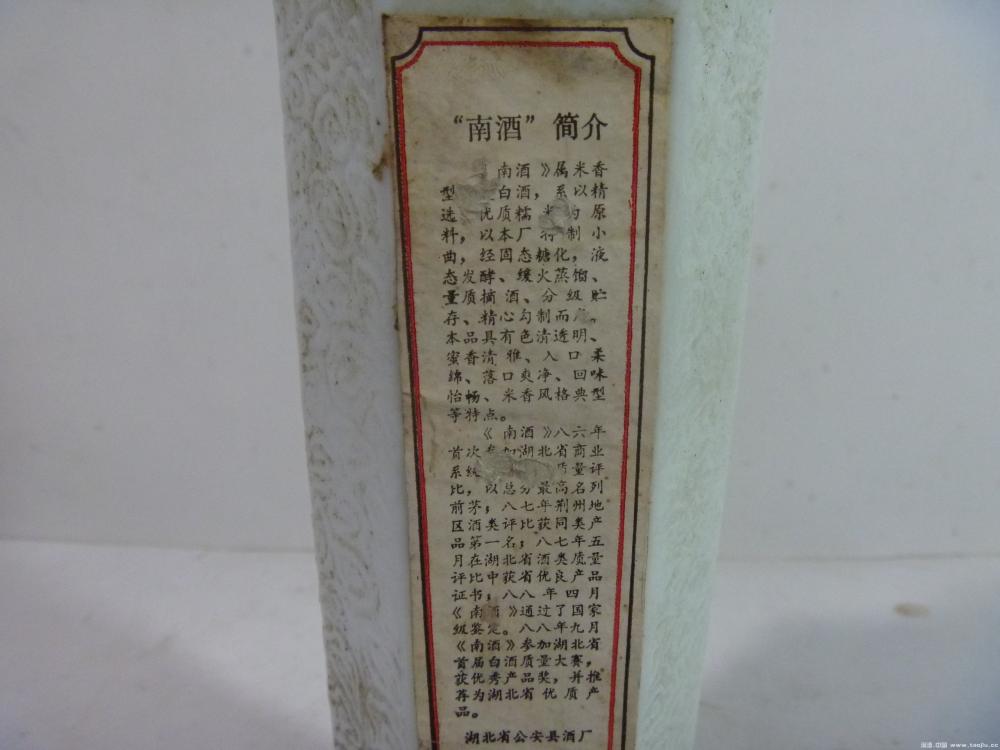 “南酒” 简介
南酒》属米香
型 白酒，系以精
选 优质糯 为原
料，以本厂特制小
曲，经固态糖化，液
态发酵、缓火蒸馏、
量质摘酒、分级贮
存、精心勾制而 。
本品具有色清透明、
蜜香清雅、入口柔
绵、落口爽净、回味
怡畅、米香风格典型
等特点。
《南酒》八六年
首次参加湖北省商业
系统 质量评
比，以总分最高名列
前茅；八七年荆州地
区酒类评比获同类产
品第一名；八七年五
月在湖北省酒类质量
评比中获省优良产品
证书；八八年四月
《南酒》通过了国家
级鉴定。八八年九月
《南酒》参加湖北省
首届白酒质量大赛，
获优秀产品奖，并推
荐为湖北省优质产
品。
湖北省公安县酒厂
www.taojiu.cc